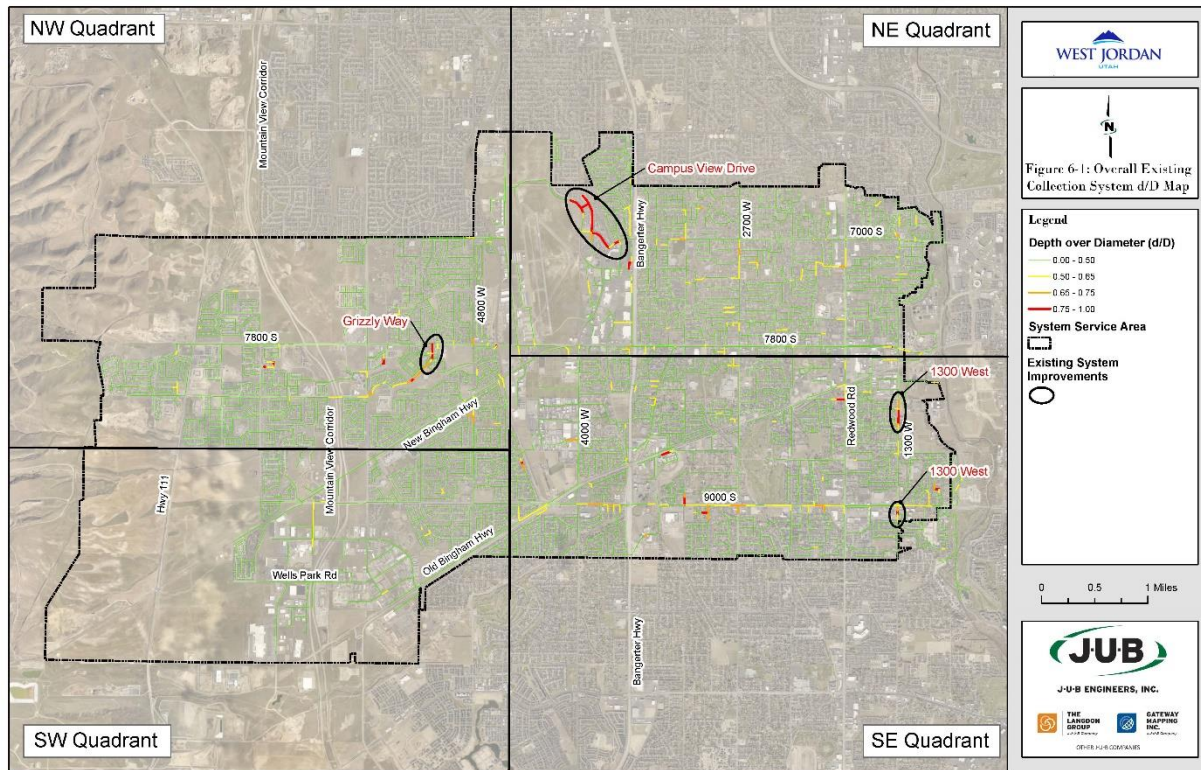 NW Quadrant
NE Quadrant
Mountain View Corridor
Campus View Drive
Bangerter Hwy
2700 W
7000 S
4800 W
Grizzly Way
7800 S
7800 S
1300 West
New Bingham Hwy
4000 W
Redwood Rd
1300 W
Mountain View Corridor
1300 West
Hwy 111
9000 S
Old Bingham Hwy
Wells Park Rd
Bangerter Hwy
SW Quadrant
SE Quadrant
WEST JORDAN
UTAH
N
Figure 6-1: Overall Existing
Collection System d/D Map
Legend
Depth over Diameter (d/D)
0.00 - 0.50
0.50 - 0.65
0.65 - 0.75
0.75 - 1.00
System Service Area
Existing System
Improvements
0 0.5 1 Miles
J·U·B
J·U·B ENGINEERS, INC.
THE
LANGDON
GROUP
GATEWAY
MAPPING
INC.
OTHER J·U·B COMPANIES